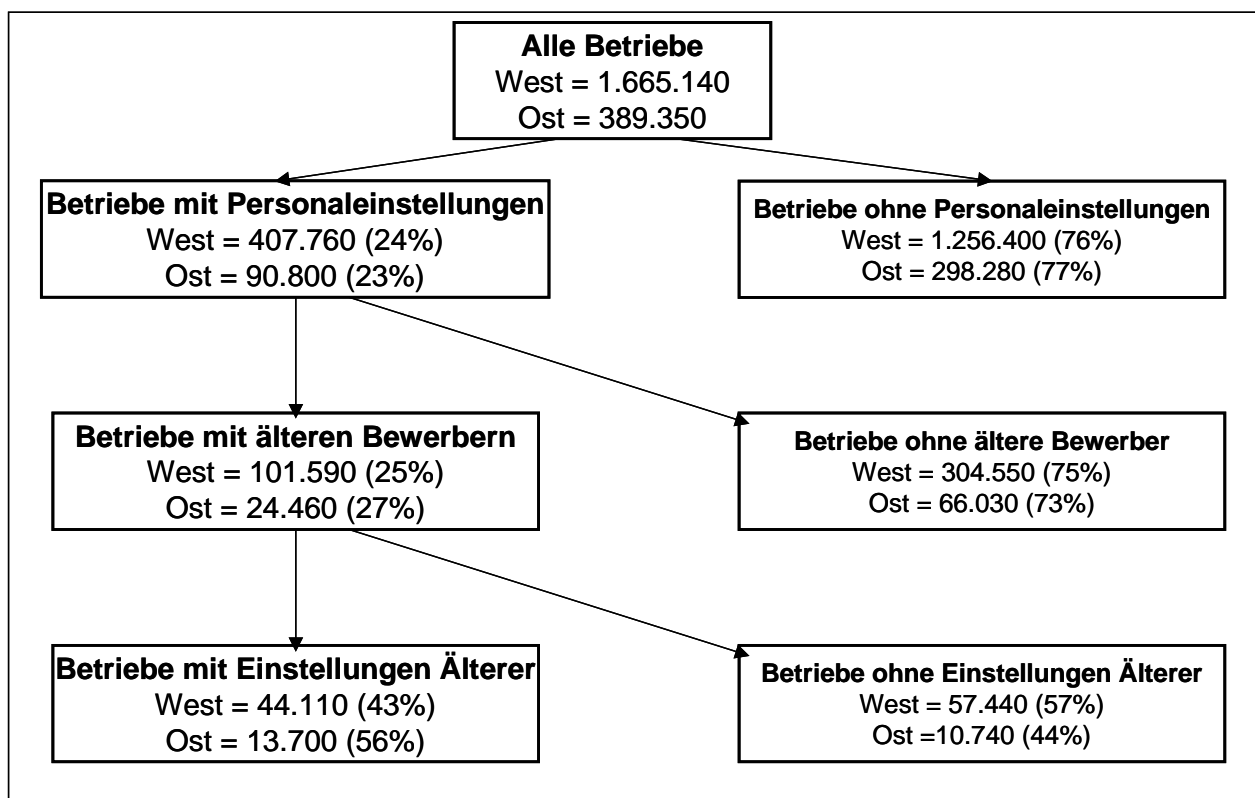 Alle Betriebe
West = 1.665.140
Ost = 389.350
Betriebe mit Personaleinstellungen
West = 407.760 (24%)
Ost = 90.800 (23%)
Betriebe ohne Personaleinstellungen
West = 1.256.400 (76%)
Ost = 298.280 (77%)
Betriebe mit älteren Bewerbern
West = 101.590 (25%)
Ost = 24.460 (27%)
Betriebe ohne ältere Bewerber
West = 304.550 (75%)
Ost = 66.030 (73%)
Betriebe mit Einstellungen Älterer
West = 44.110 (43%)
Ost = 13.700 (56%)
Betriebe ohne Einstellungen Älterer
West = 57.440 (57%)
Ost =10.740 (44%)